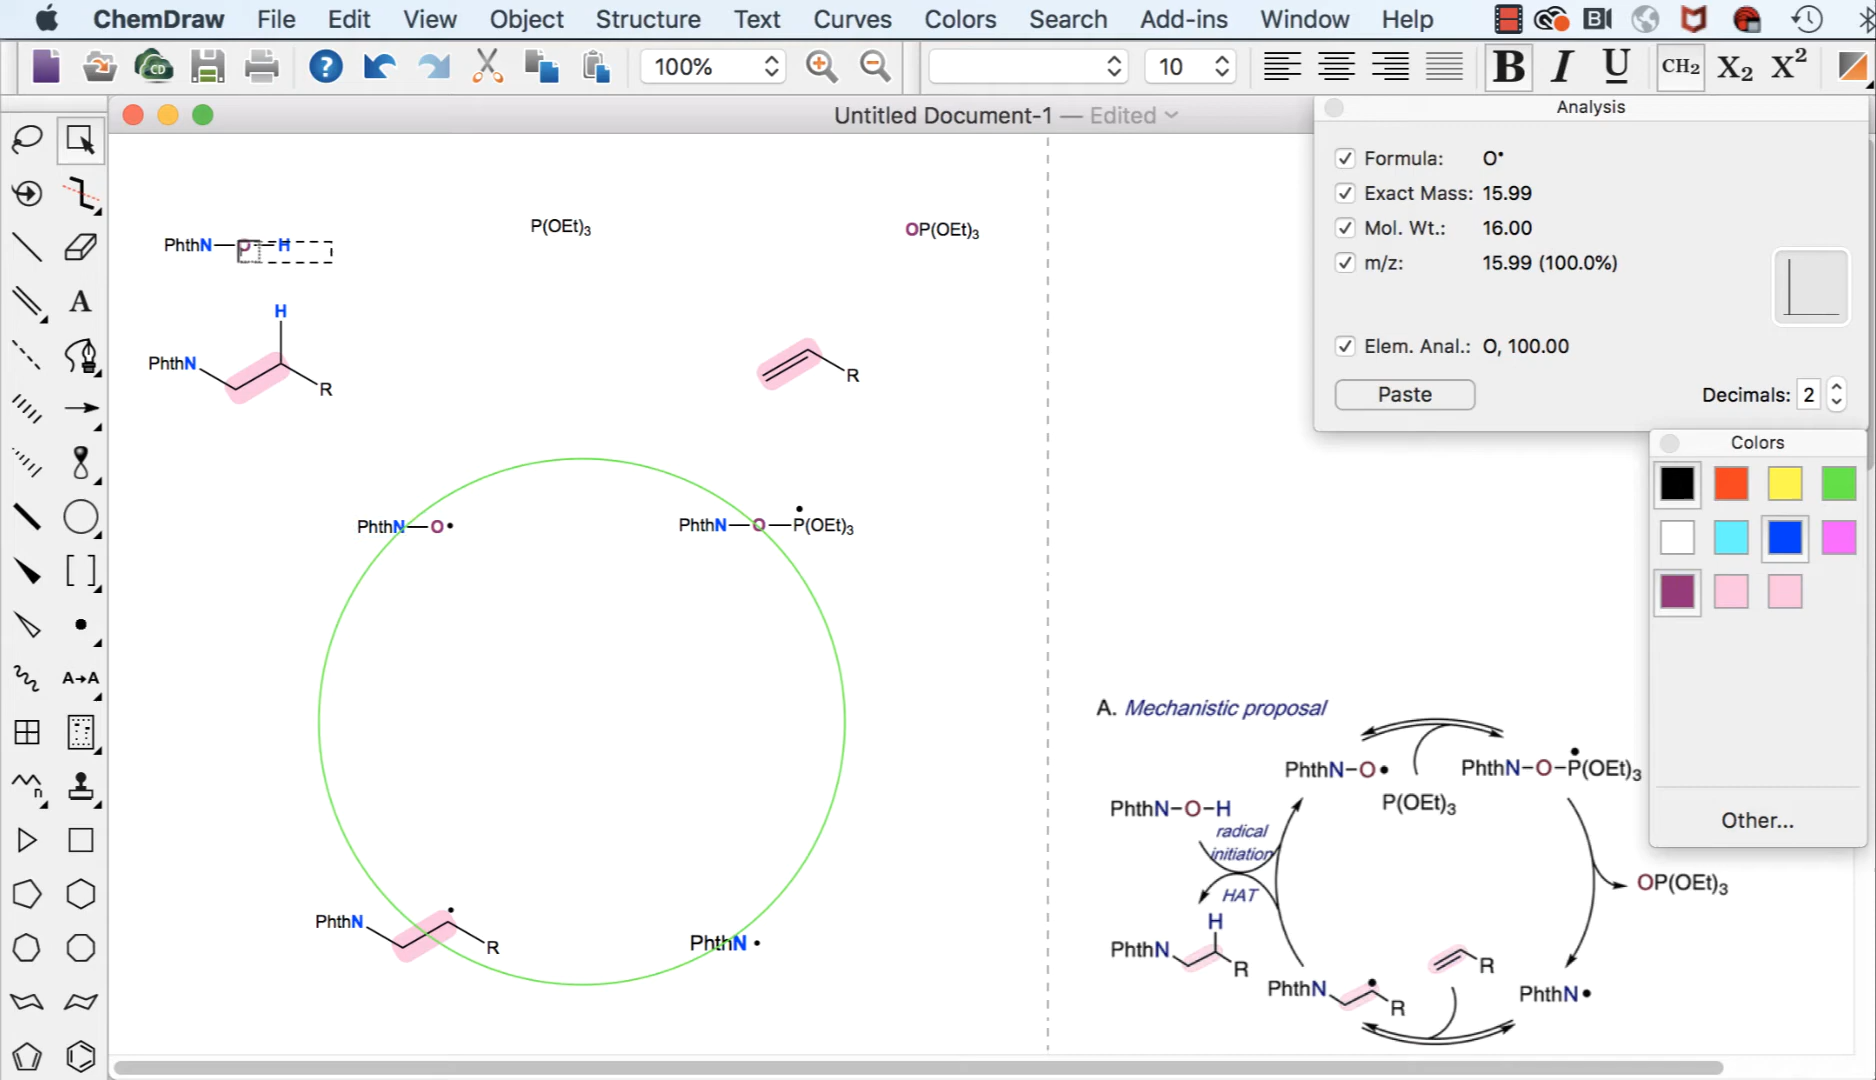 ChemDraw File Edit View Object Structure Text Curves Colors Search Add-ins Window Help
CD ? 100% 10 B I U CH₂ X₂ X²
Untitled Document-1 — Edited
Analysis
Formula: O•
Exact Mass: 15.99
Mol. Wt.: 16.00
m/z: 15.99 (100.0%)
Elem. Anal.: O, 100.00
Paste
Decimals: 2
Colors
Other...
A
A→A
n
PhthN—O—H
P(OEt)₃
OP(OEt)₃
H
PhthN
R
R
PhthN—O•
PhthN—O—P(OEt)₃
PhthN
R
PhthN •
A. Mechanistic proposal
PhthN–O•
PhthN–O–P(OEt)₃
P(OEt)₃
PhthN–O–H
radical
initiation
HAT
OP(OEt)₃
H
PhthN
R
R
PhthN
R
PhthN•